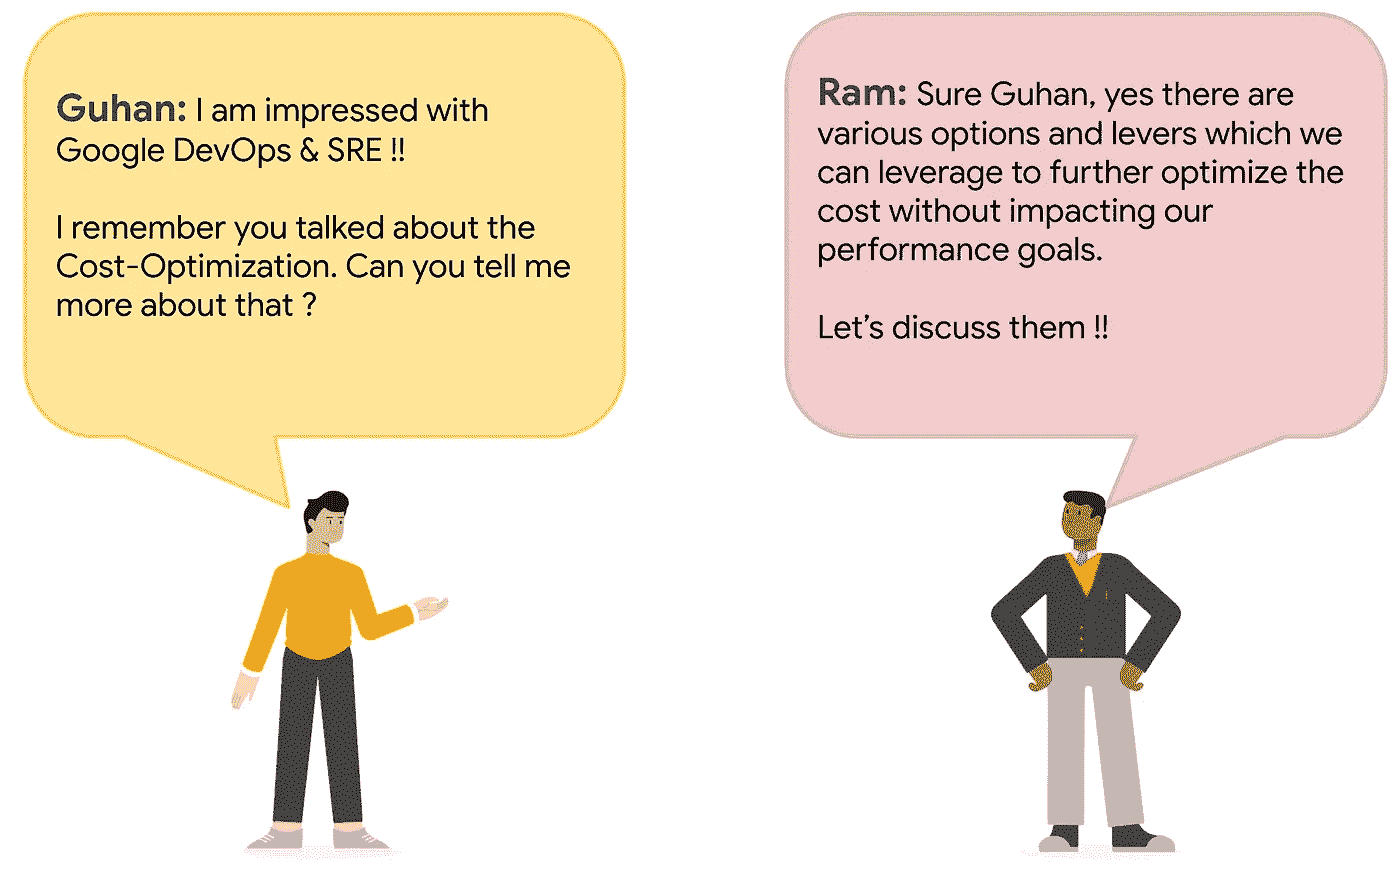 Guhan: I am impressed with
Google DevOps & SRE !!
I remember you talked about the
Cost-Optimization. Can you tell me
more about that ?
Ram: Sure Guhan, yes there are
various options and levers which we
can leverage to further optimize the
cost without impacting our
performance goals.
Let’s discuss them !!